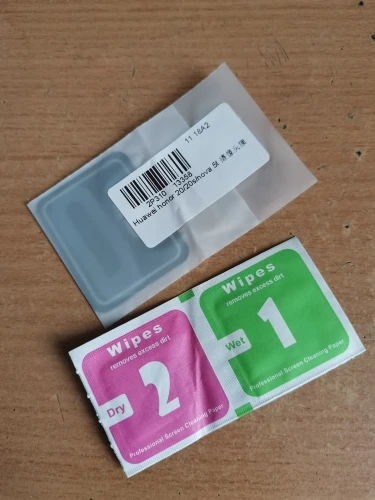 11.18A2
2P310 13358
Huawei honor 20/20s/nova 5t
Wipes
removes excess dirt
Dry
2
Professional Screen Cleaning Paper
Wipes
removes excess dirt
Wet
1
Professional Screen Cleaning Paper